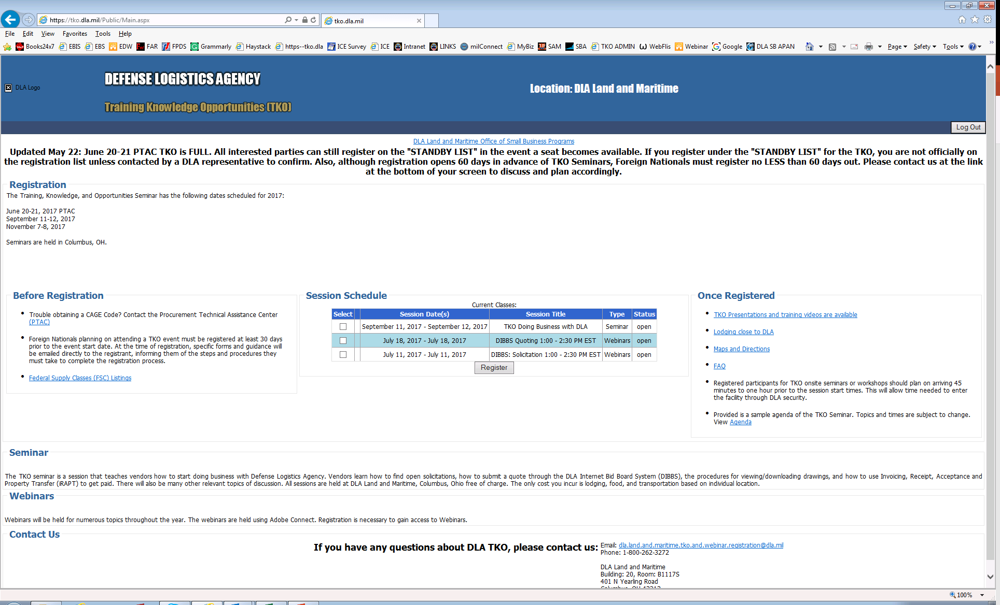 https://tko.dla.mil/Public/Main.aspx
tko.dla.mil
File Edit View Favorites Tools Help
Books24x7 EBIS EBS EDW FAR FPDS Grammarly Haystack https--tko.dla ICE Survey ICE Intranet LINKS milConnect MyBiz SAM SBA TKO ADMIN WebFlis Webinar Google DLA SB APAN Page Safety Tools
DLA Logo
DEFENSE LOGISTICS AGENCY
Training Knowledge Opportunities (TKO)
Location: DLA Land and Maritime
Log Out
DLA Land and Maritime Office of Small Business Programs
Updated May 22: June 20-21 PTAC TKO is FULL. All interested parties can still register on the "STANDBY LIST" in the event a seat becomes available. If you register under the "STANDBY LIST" for the TKO, you are not officially on
the registration list unless contacted by a DLA representative to confirm. Also, although registration opens 60 days in advance of TKO Seminars, Foreign Nationals must register no LESS than 60 days out. Please contact us at the link
at the bottom of your screen to discuss and plan accordingly.
Registration
The Training, Knowledge, and Opportunities Seminar has the following dates scheduled for 2017:
June 20-21, 2017 PTAC
September 11-12, 2017
November 7-8, 2017
Seminars are held in Columbus, OH.
Before Registration
Trouble obtaining a CAGE Code? Contact the Procurement Technical Assistance Center
(PTAC)
Foreign Nationals planning on attending a TKO event must be registered at least 30 days
prior to the event start date. At the time of registration, specific forms and guidance will
be emailed directly to the registrant, informing them of the steps and procedures they
must take to complete the registration process.
Federal Supply Classes (FSC) Listings
Session Schedule
Current Classes:
Select Session Date(s) Session Title Type Status
September 11, 2017 - September 12, 2017 TKO Doing Business with DLA Seminar open
July 18, 2017 - July 18, 2017 DIBBS Quoting 1:00 - 2:30 PM EST Webinars open
July 11, 2017 - July 11, 2017 DIBBS: Solicitation 1:00 - 2:30 PM EST Webinars open
Register
Once Registered
TKO Presentations and training videos are available
Lodging close to DLA
Maps and Directions
FAQ
Registered participants for TKO onsite seminars or workshops should plan on arriving 45
minutes to one hour prior to the session start times. This will allow time needed to enter
the facility through DLA security.
Provided is a sample agenda of the TKO Seminar. Topics and times are subject to change.
View Agenda
Seminar
The TKO seminar is a session that teaches vendors how to start doing business with Defense Logistics Agency. Vendors learn how to find open solicitations, how to submit a quote through the DLA Internet Bid Board System (DIBBS), the procedures for viewing/downloading drawings, and how to use Invoicing, Receipt, Acceptance and
Property Transfer (iRAPT) to get paid. There will also be many other relevant topics of discussion. All sessions are held at DLA Land and Maritime, Columbus, Ohio free of charge. The only cost you incur is lodging, food, and transportation based on individual location.
Webinars
Webinars will be held for numerous topics throughout the year. The webinars are held using Adobe Connect. Registration is necessary to gain access to Webinars.
Contact Us
If you have any questions about DLA TKO, please contact us:
Email: dla.land.and.maritime.tko.and.webinar.registration@dla.mil
Phone: 1-800-262-3272
DLA Land and Maritime
Building: 20, Room: B1117S
401 N Yearling Road
100%